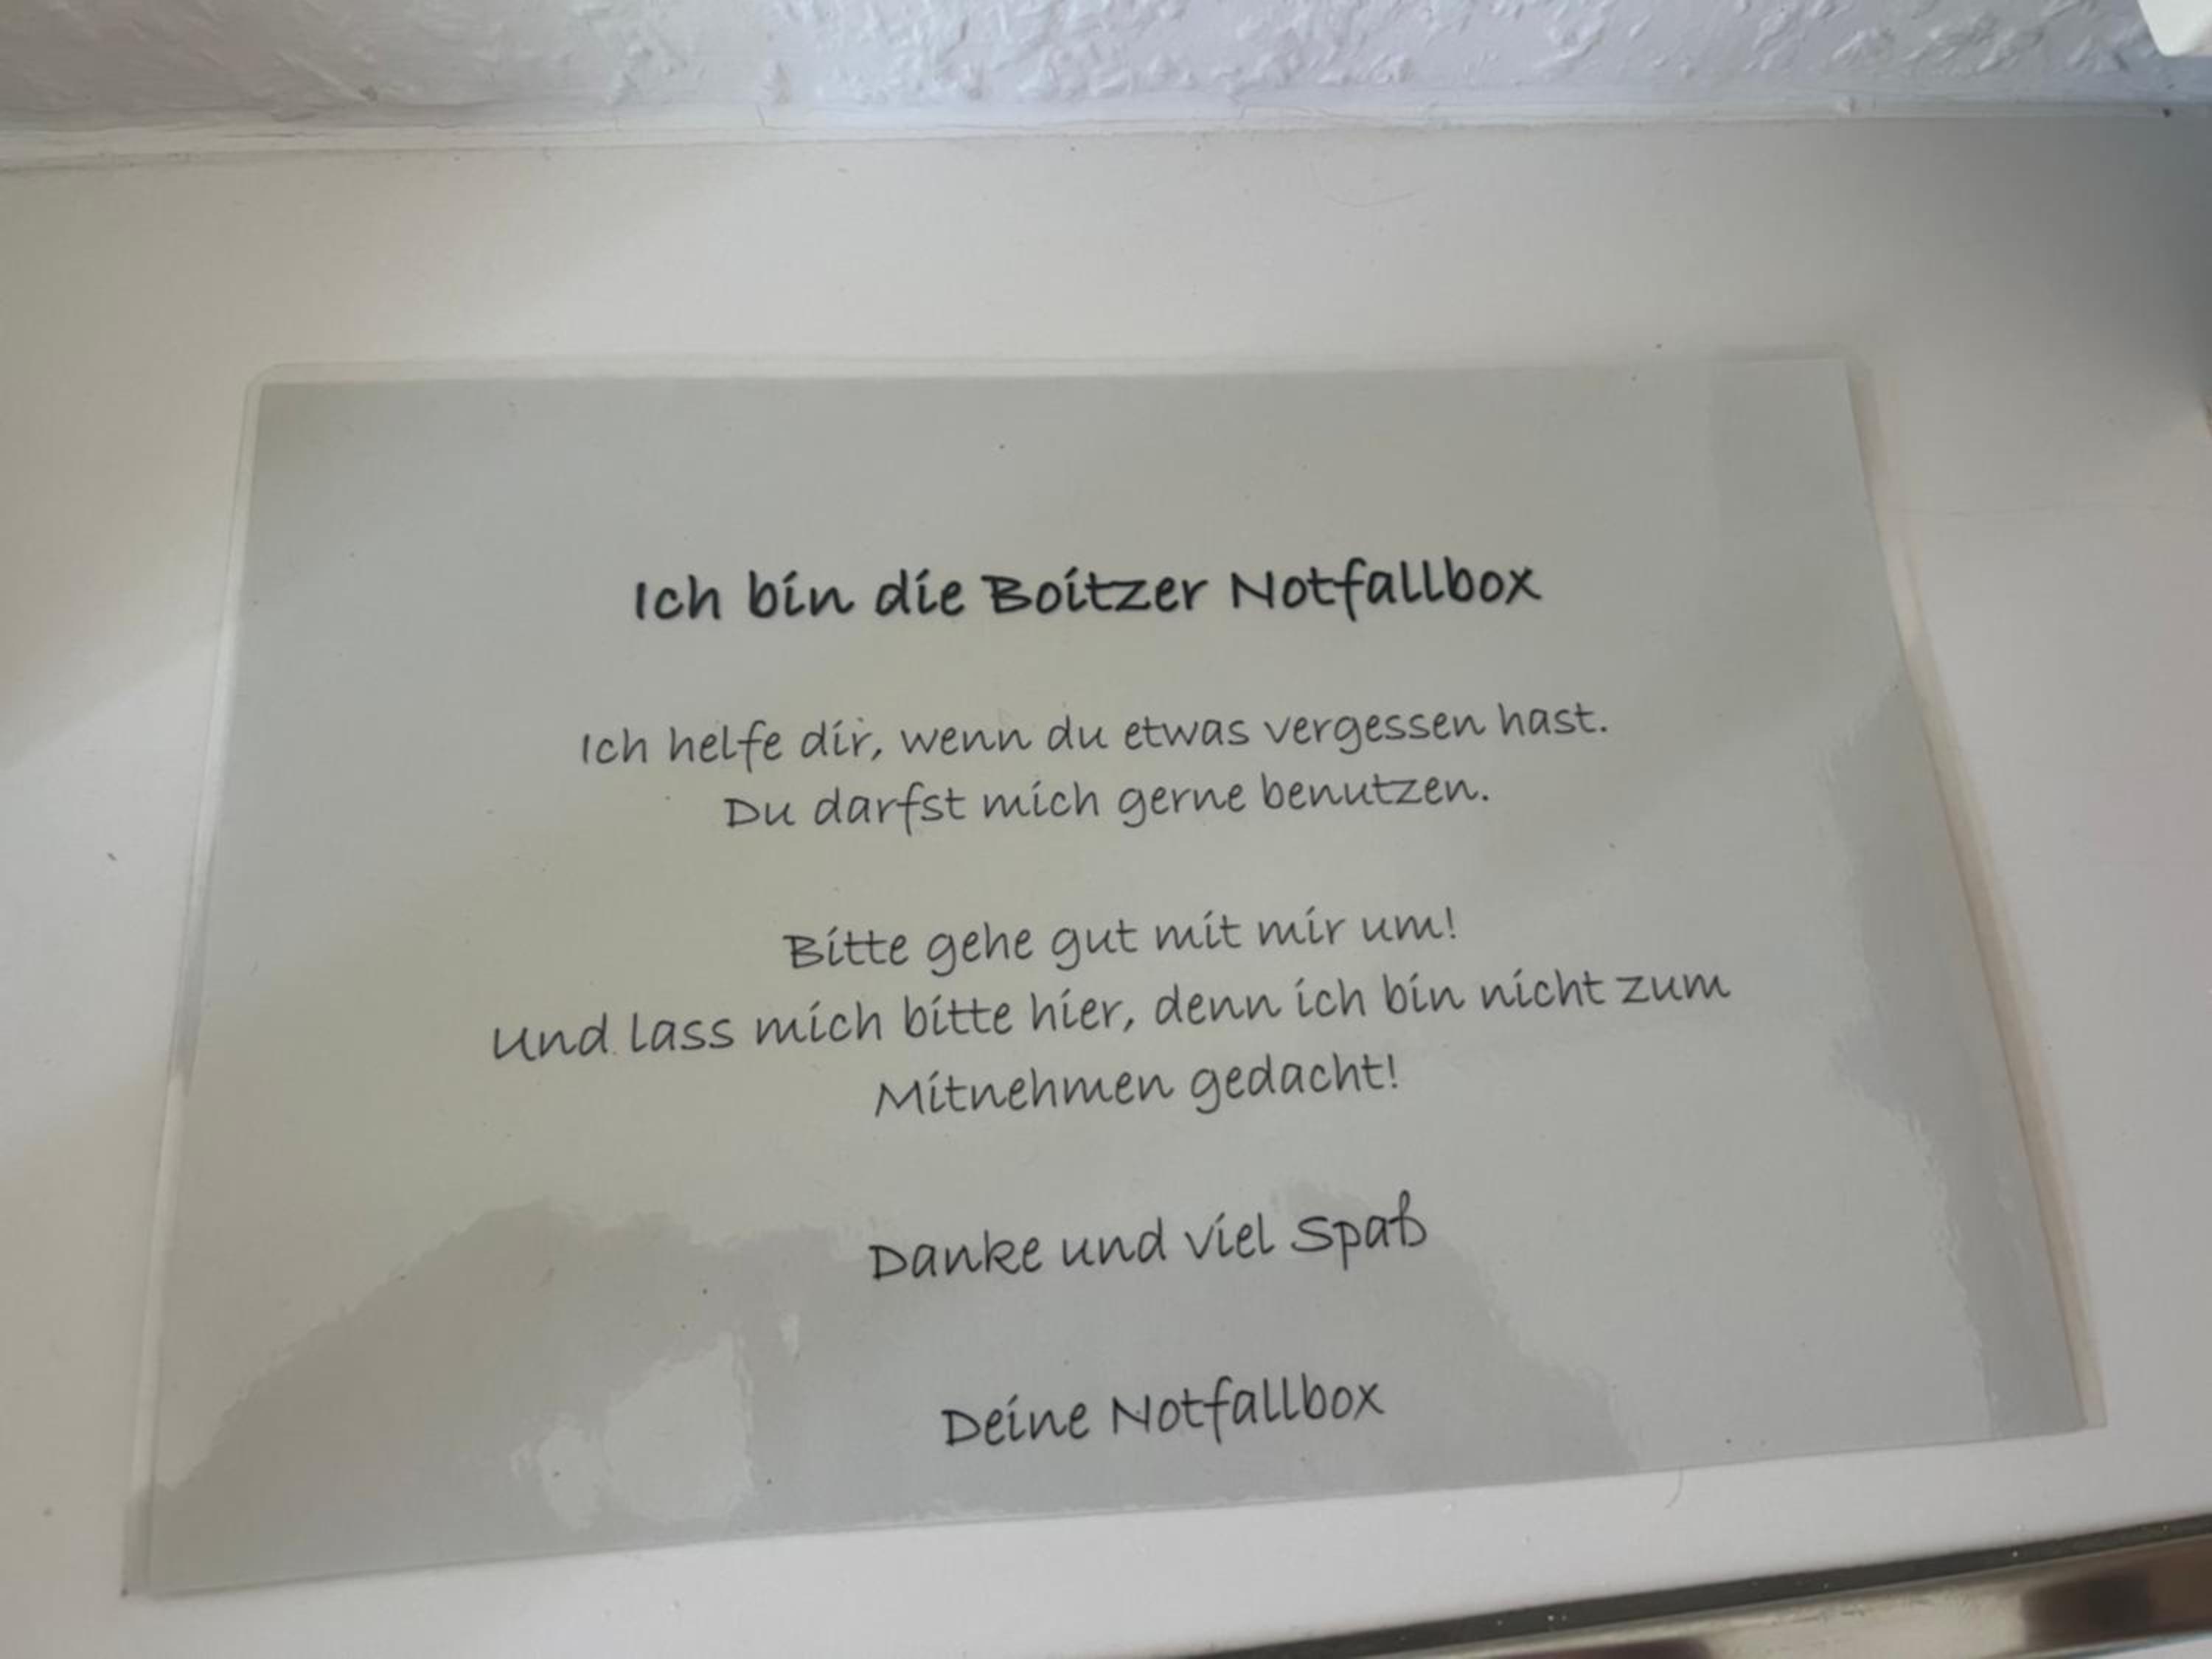 Ich bin die Boitzer Notfallbox
Ich helfe dir, wenn du etwas vergessen hast.
Du darfst mich gerne benutzen.
Bitte gehe gut mit mir um!
Und lass mich bitte hier, denn ich bin nicht zum
Mitnehmen gedacht!
Danke und viel Spaß
Deine Notfallbox